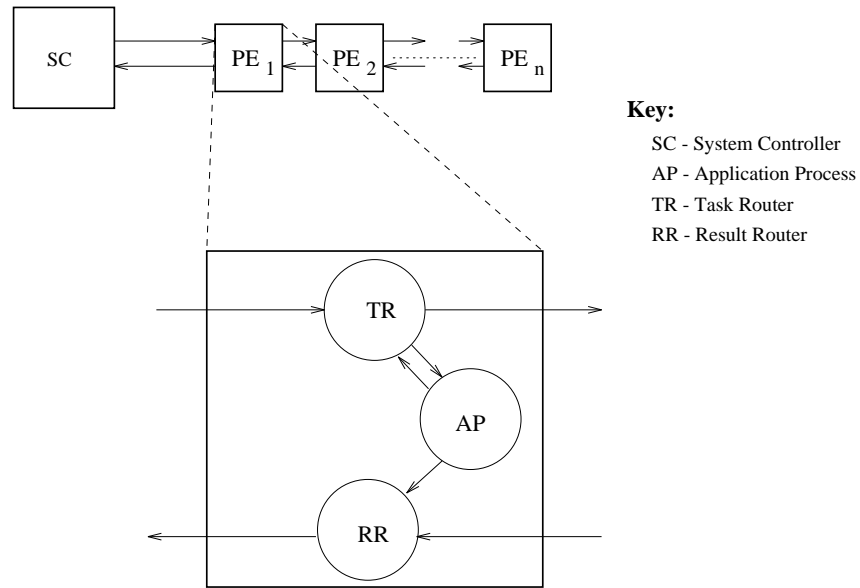 SC
PE 1
PE 2
PE n
Key:
SC - System Controller
AP - Application Process
TR - Task Router
RR - Result Router
TR
AP
RR